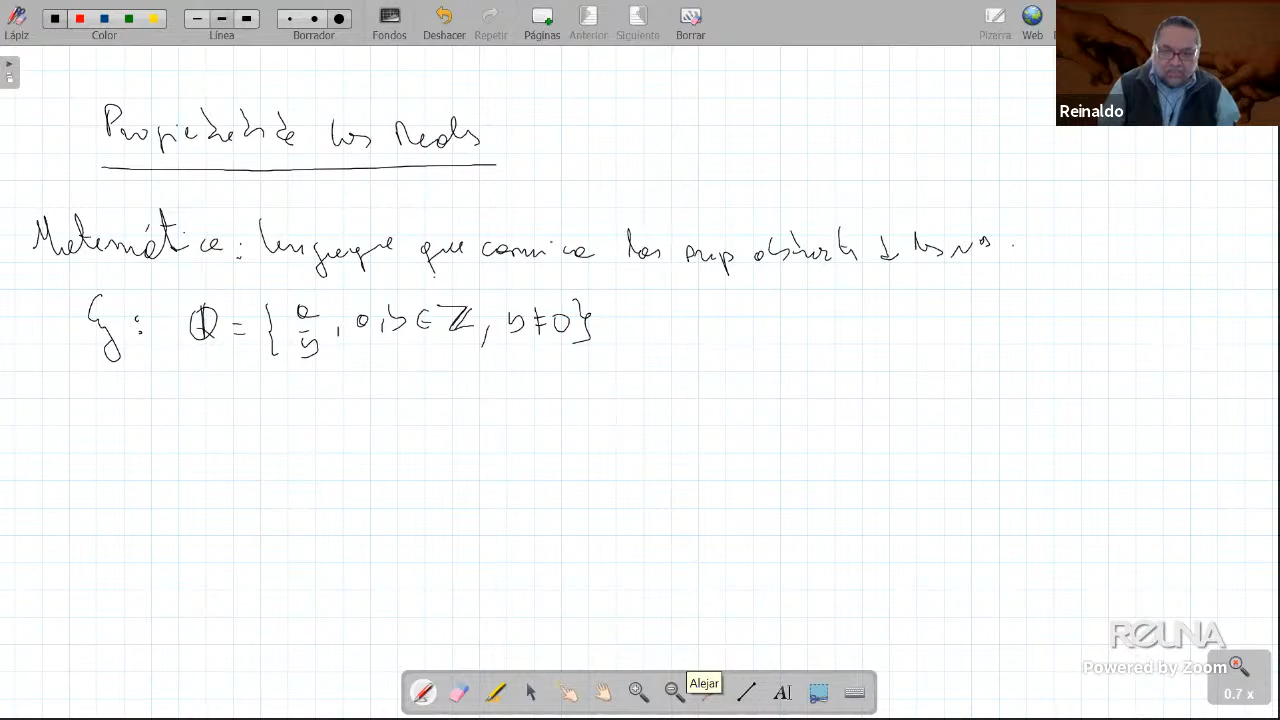 Lápiz Color Línea Borrador Fondos Deshacer Repetir Páginas Anterior Siguiente Borrar Pizarra Web
Reinaldo
Propiedad de los Reales
Matemática: lenguaje que comunica las prop abstractas de los nos.
Ej: ℚ = { a/b, a,b ∈ ℤ, b ≠ 0 }
Alejar
REUNA
Powered by Zoom
0.7 x